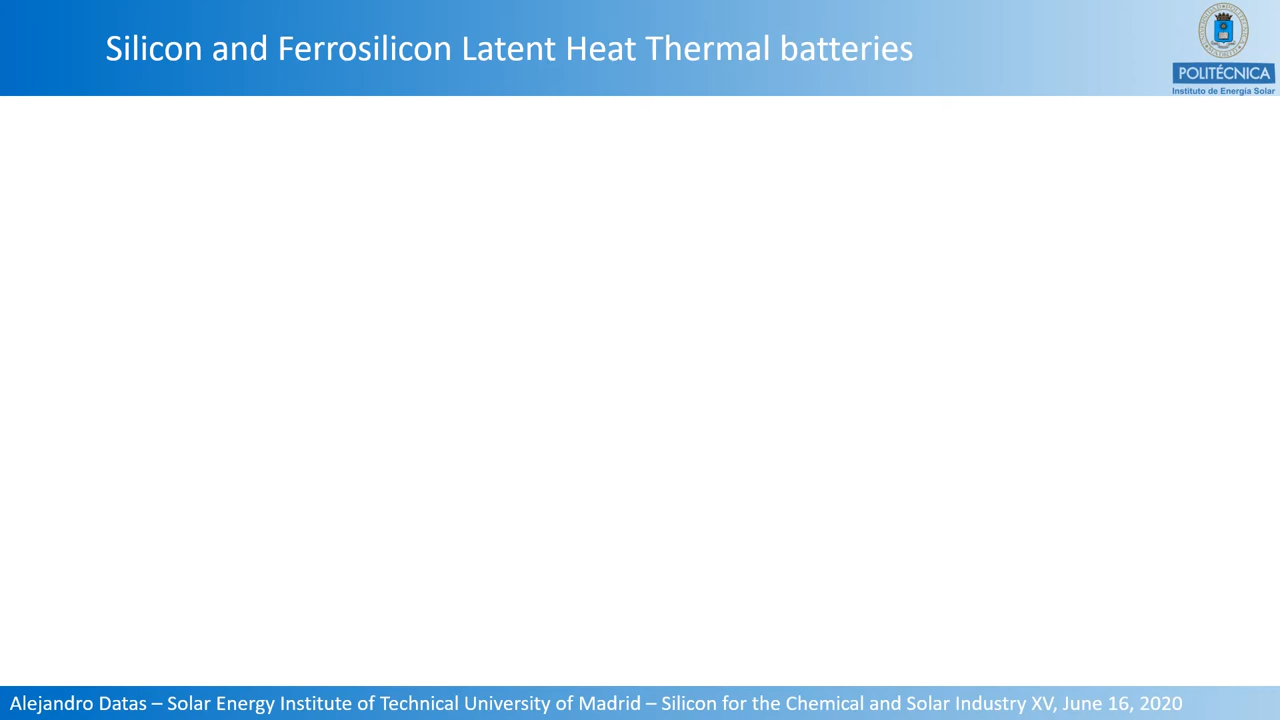 Silicon and Ferrosilicon Latent Heat Thermal batteries
POLITÉCNICA
Instituto de Energía Solar
Alejandro Datas – Solar Energy Institute of Technical University of Madrid – Silicon for the Chemical and Solar Industry XV, June 16, 2020